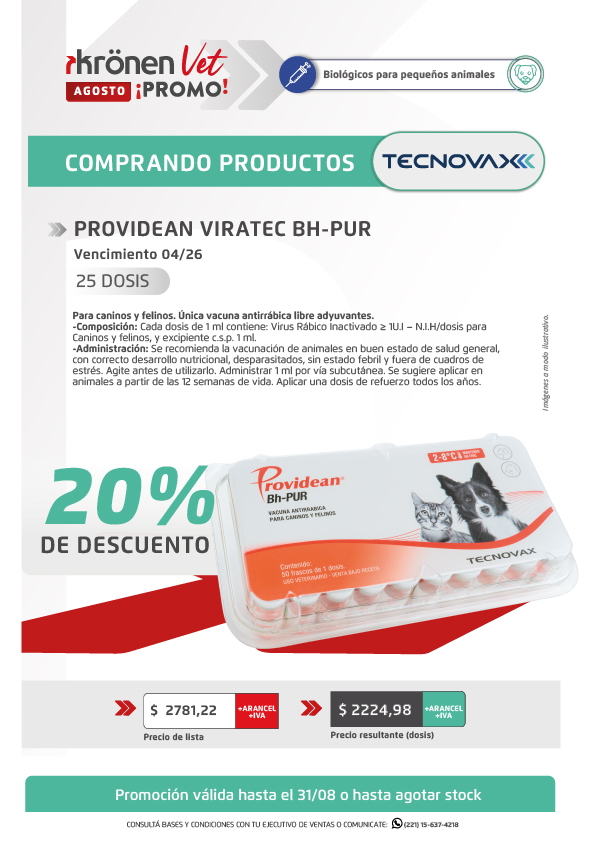 krönen Vet
AGOSTO ¡PROMO!
Biológicos para pequeños animales
COMPRANDO PRODUCTOS
TECNOVAX
PROVIDEAN VIRATEC BH-PUR
Vencimiento 04/26
25 DOSIS
Para caninos y felinos. Única vacuna antirrábica libre adyuvantes.
-Composición: Cada dosis de 1 ml contiene: Virus Rábico Inactivado ≥ 1U.I – N.I.H/dosis para
Caninos y felinos, y excipiente c.s.p. 1 ml.
-Administración: Se recomienda la vacunación de animales en buen estado de salud general,
con correcto desarrollo nutricional, desparasitados, sin estado febril y fuera de cuadros de
estrés. Agite antes de utilizarlo. Administrar 1 ml por vía subcutánea. Se sugiere aplicar en
animales a partir de las 12 semanas de vida. Aplicar una dosis de refuerzo todos los años.
Imágenes a modo ilustrativo.
20%
DE DESCUENTO
2-8°C
Providean®
Bh-PUR
VACUNA ANTIRRABICA
PARA CANINOS Y FELINOS
Contenido:
50 frascos de 1 dosis.
USO VETERINARIO - VENTA BAJO RECETA
TECNOVAX
$ 2781,22
+ARANCEL
+IVA
Precio de lista
$ 2224,98
+ARANCEL
+IVA
Precio resultante (dosis)
Promoción válida hasta el 31/08 o hasta agotar stock
CONSULTÁ BASES Y CONDICIONES CON TU EJECUTIVO DE VENTAS O COMUNICATE: (221) 15-637-4218